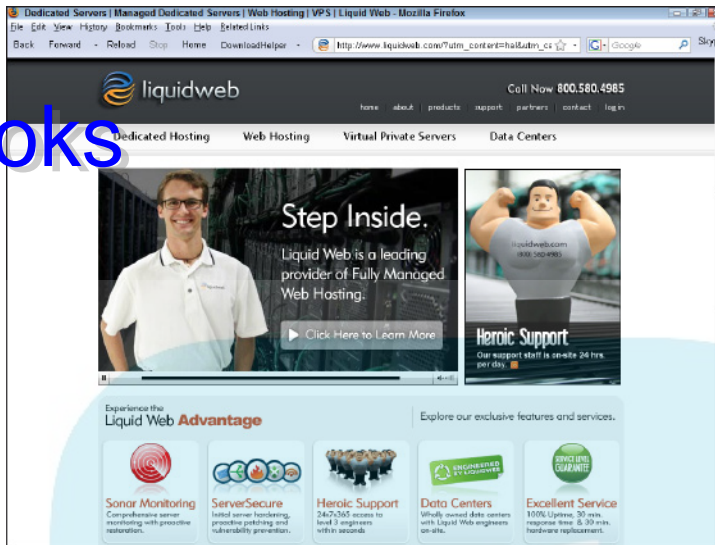 Dedicated Servers | Managed Dedicated Servers | Web Hosting | VPS | Liquid Web - Mozilla Firefox
File Edit View History Bookmarks Tools Help Related Links
Back Forward - Reload Stop Home DownloadHelper - http://www.liquidweb.com/?utm_content=hal&utm_ce Google Sky
liquidweb
Call Now 800.580.4985
home about products support partners contact log in
oks
Dedicated Hosting Web Hosting Virtual Private Servers Data Centers
Step Inside.
Liquid Web is a leading
provider of Fully Managed
Web Hosting.
Click Here to Learn More
liquidweb.com
(800) 580-4985
Heroic Support
Our support staff is on-site 24 hrs.
per day.
Experience the
Liquid Web Advantage
Explore our exclusive features and services.
ENGINEERED
BY LIQUIDWEB
SERVICE LEVEL
GUARANTEE
Sonar Monitoring
Comprehensive server
monitoring with proactive
restoration.
ServerSecure
Initial server hardening,
proactive patching and
vulnerability prevention.
Heroic Support
24x7x365 access to
level 3 engineers
within seconds
Data Centers
Wholly owned data centers
with Liquid Web engineers
on-site.
Excellent Service
100% Uptime, 30 min.
response time & 30 min.
hardware replacement.